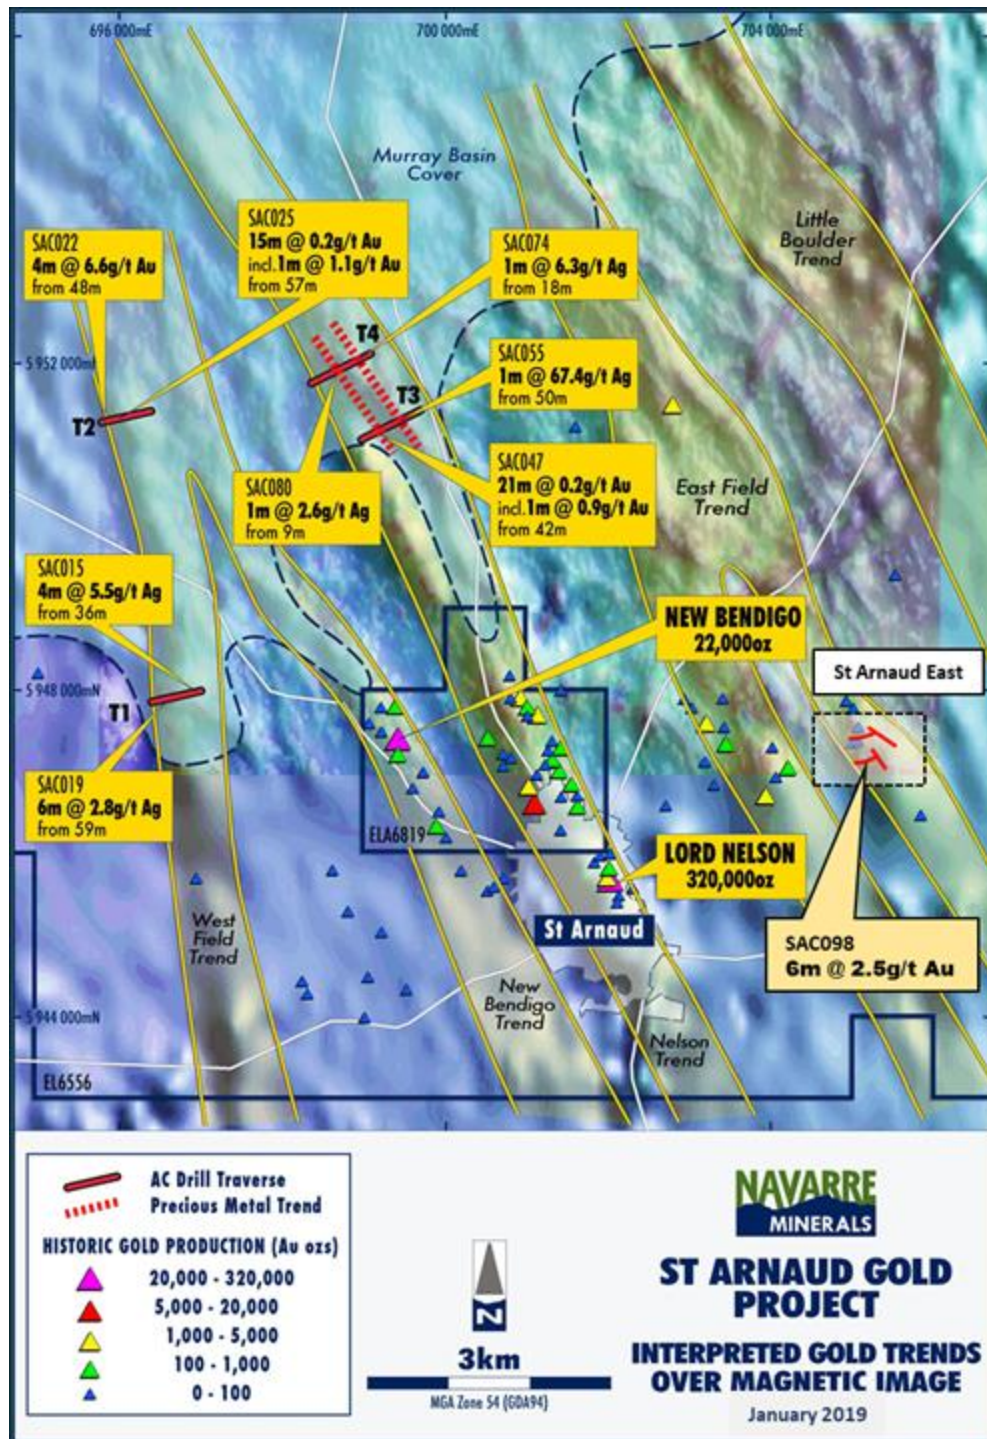 696 000mE
700 000mE
704 000mE
Murray Basin
Cover
Little
Boulder
Trend
SAC022
4m @ 6.6g/t Au
from 48m
SAC025
15m @ 0.2g/t Au
incl.1m @ 1.1g/t Au
from 57m
SAC074
1m @ 6.3g/t Ag
from 18m
T4
5 952 000mN
SAC055
1m @ 67.4g/t Ag
from 50m
T3
T2
SAC080
1m @ 2.6g/t Ag
from 9m
SAC047
21m @ 0.2g/t Au
incl.1m @ 0.9g/t Au
from 42m
East Field
Trend
SAC015
4m @ 5.5g/t Ag
from 36m
NEW BENDIGO
22,000oz
St Arnaud East
5 948 000mN
T1
SAC019
6m @ 2.8g/t Ag
from 59m
ELA6819
LORD NELSON
320,000oz
West
Field
Trend
St Arnaud
SAC098
6m @ 2.5g/t Au
New
Bendigo
Trend
5 944 000mN
Nelson
Trend
EL6556
AC Drill Traverse
Precious Metal Trend
HISTORIC GOLD PRODUCTION (Au ozs)
20,000 - 320,000
5,000 - 20,000
1,000 - 5,000
100 - 1,000
0 - 100
N
3km
MGA Zone 54 (GDA94)
NAVARRE
MINERALS
ST ARNAUD GOLD
PROJECT
INTERPRETED GOLD TRENDS
OVER MAGNETIC IMAGE
January 2019